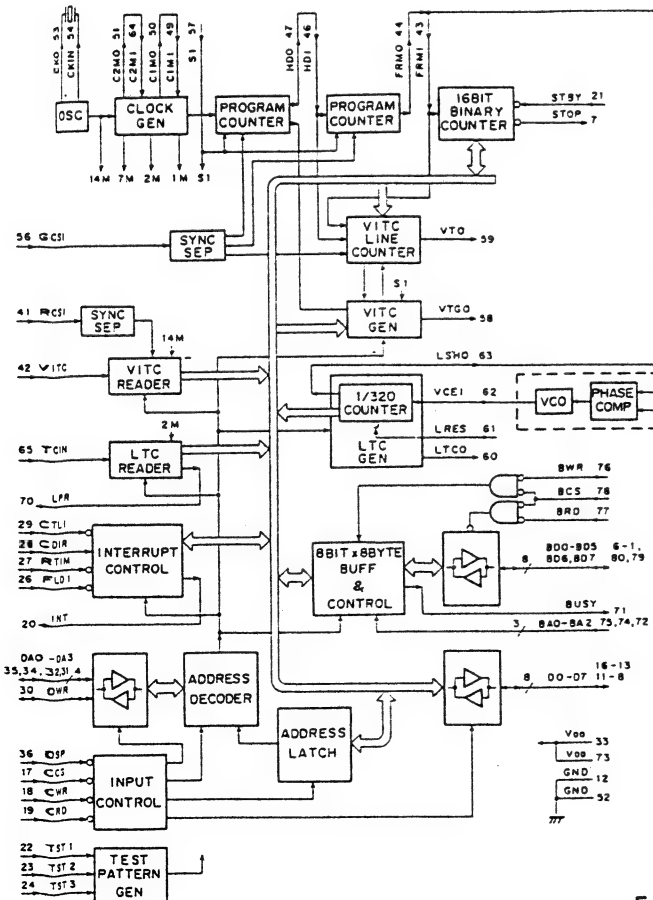 CKO 53
CKIN 54
C2MO 51
C2MI 64
C1MO 50
C1MI 49
S1 57
HDO 47
HDI 46
FRMO 44
FRMI 43
OSC
CLOCK GEN
PROGRAM COUNTER
PROGRAM COUNTER
16BIT BINARY COUNTER
STBY 21
STOP 7
14M 7M 2M 1M S1
56 GCSI
SYNC SEP
VITC LINE COUNTER
VTO 59
S1
41 RCSI
SYNC SEP
VITC GEN
VTGO 58
14M
42 VITC
VITC READER
LSHO 63
1/320 COUNTER
VCEI 62
VCO
PHASE COMP
2M
65 TCIN
LTC READER
LTC GEN
LRES 61
LTCO 60
70 LPR
BWR 76
BCS 78
BRD 77
29 CTLI
28 CDIR
27 RTIM
26 FLDI
INTERRUPT CONTROL
20 INT
8BIT x 8BYTE BUFF & CONTROL
8
BD0-BD5 6-1,
BD6,BD7 80,79
BUSY 71
3 BA0-BA2 75,74,72
DA0-DA3
35,34,32,31 4
30 DWR
ADDRESS DECODER
8 D0-D7 16-13
11-8
ADDRESS LATCH
36 DSP
17 CCS
18 CWR
19 CRD
INPUT CONTROL
VDD 33
VDD 73
GND 12
GND 52
22 TST1
23 TST2
24 TST3
TEST PATTERN GEN